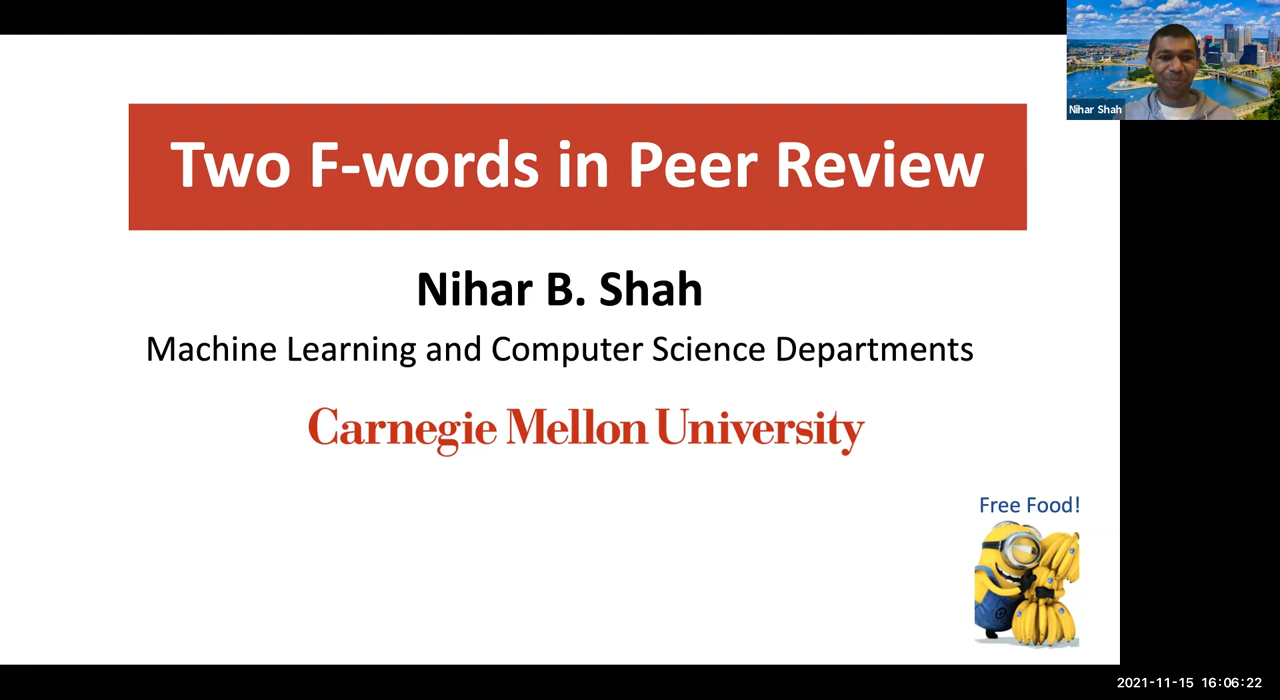 Two F-words in Peer Review
Nihar B. Shah
Machine Learning and Computer Science Departments
Carnegie Mellon University
Free Food!
Nihar Shah
2021-11-15 16:06:22